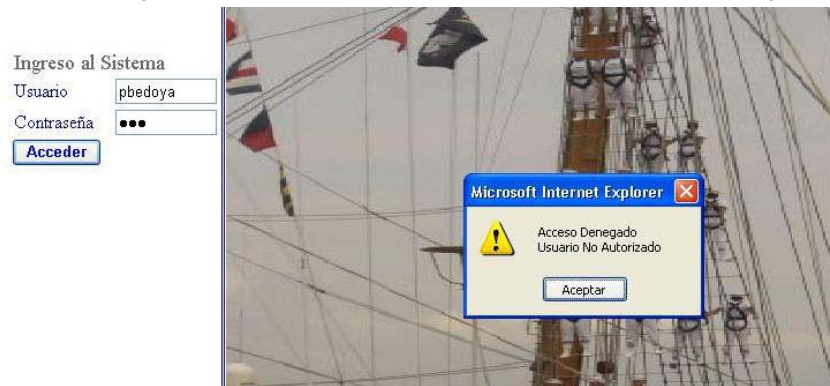 Ingreso al Sistema
Usuario
pbedoya
Contraseña
●●●
Acceder
Microsoft Internet Explorer
Acceso Denegado
Usuario No Autorizado
Aceptar